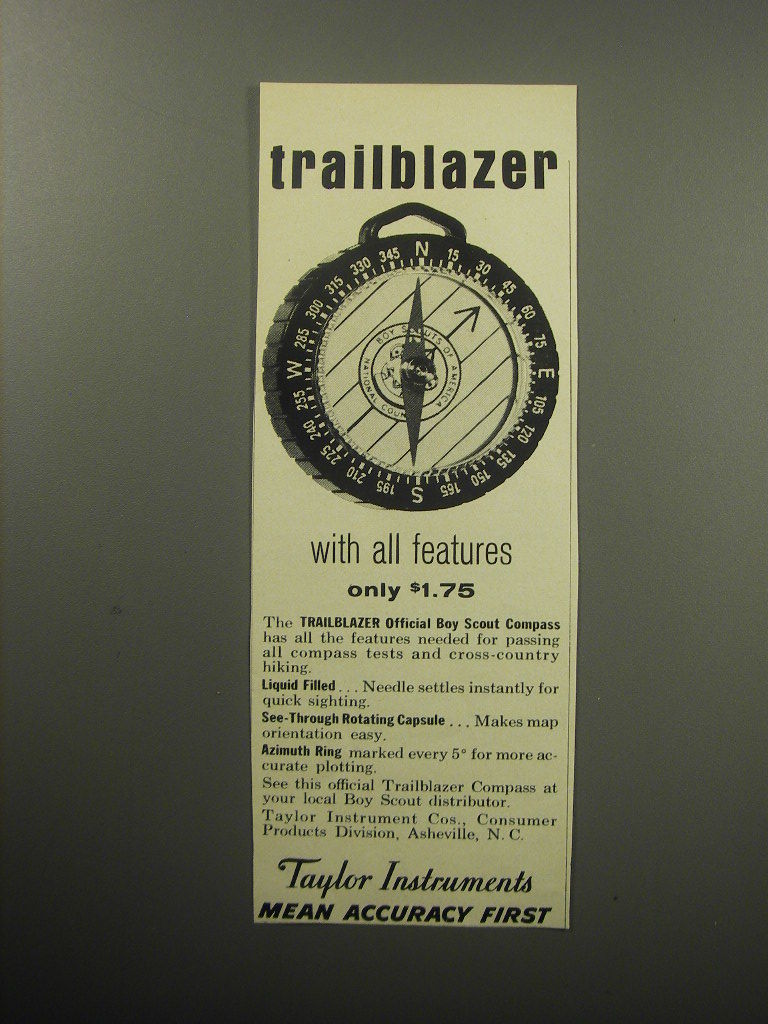 trailblazer
N 15 30 45 60 75 E 105 120 135 150 165 S 195 210 225 240 255 W 285 300 315 330 345
BOY SCOUTS OF AMERICA
NATIONAL
with all features
only $1.75
The TRAILBLAZER Official Boy Scout Compass
has all the features needed for passing
all compass tests and cross-country
hiking.
Liquid Filled . . . Needle settles instantly for
quick sighting.
See-Through Rotating Capsule . . . Makes map
orientation easy.
Azimuth Ring marked every 5° for more ac-
curate plotting.
See this official Trailblazer Compass at
your local Boy Scout distributor.
Taylor Instrument Cos., Consumer
Products Division, Asheville, N. C.
Taylor Instruments
MEAN ACCURACY FIRST